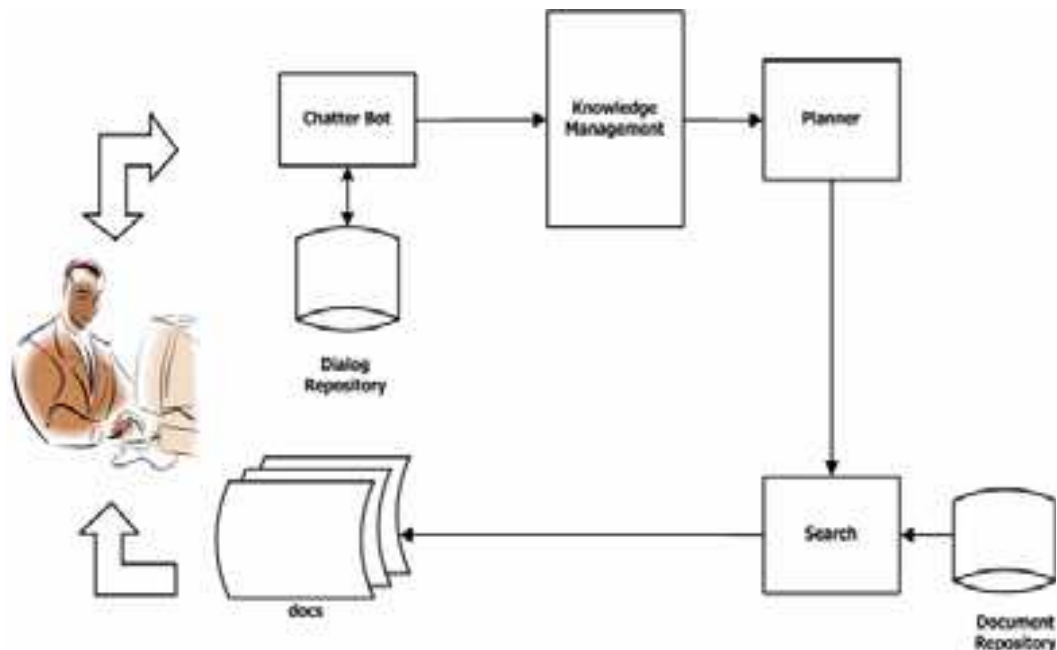 Chatter Bot
Knowledge
Management
Planner
Dialog
Repository
Search
docs
Document
Repository